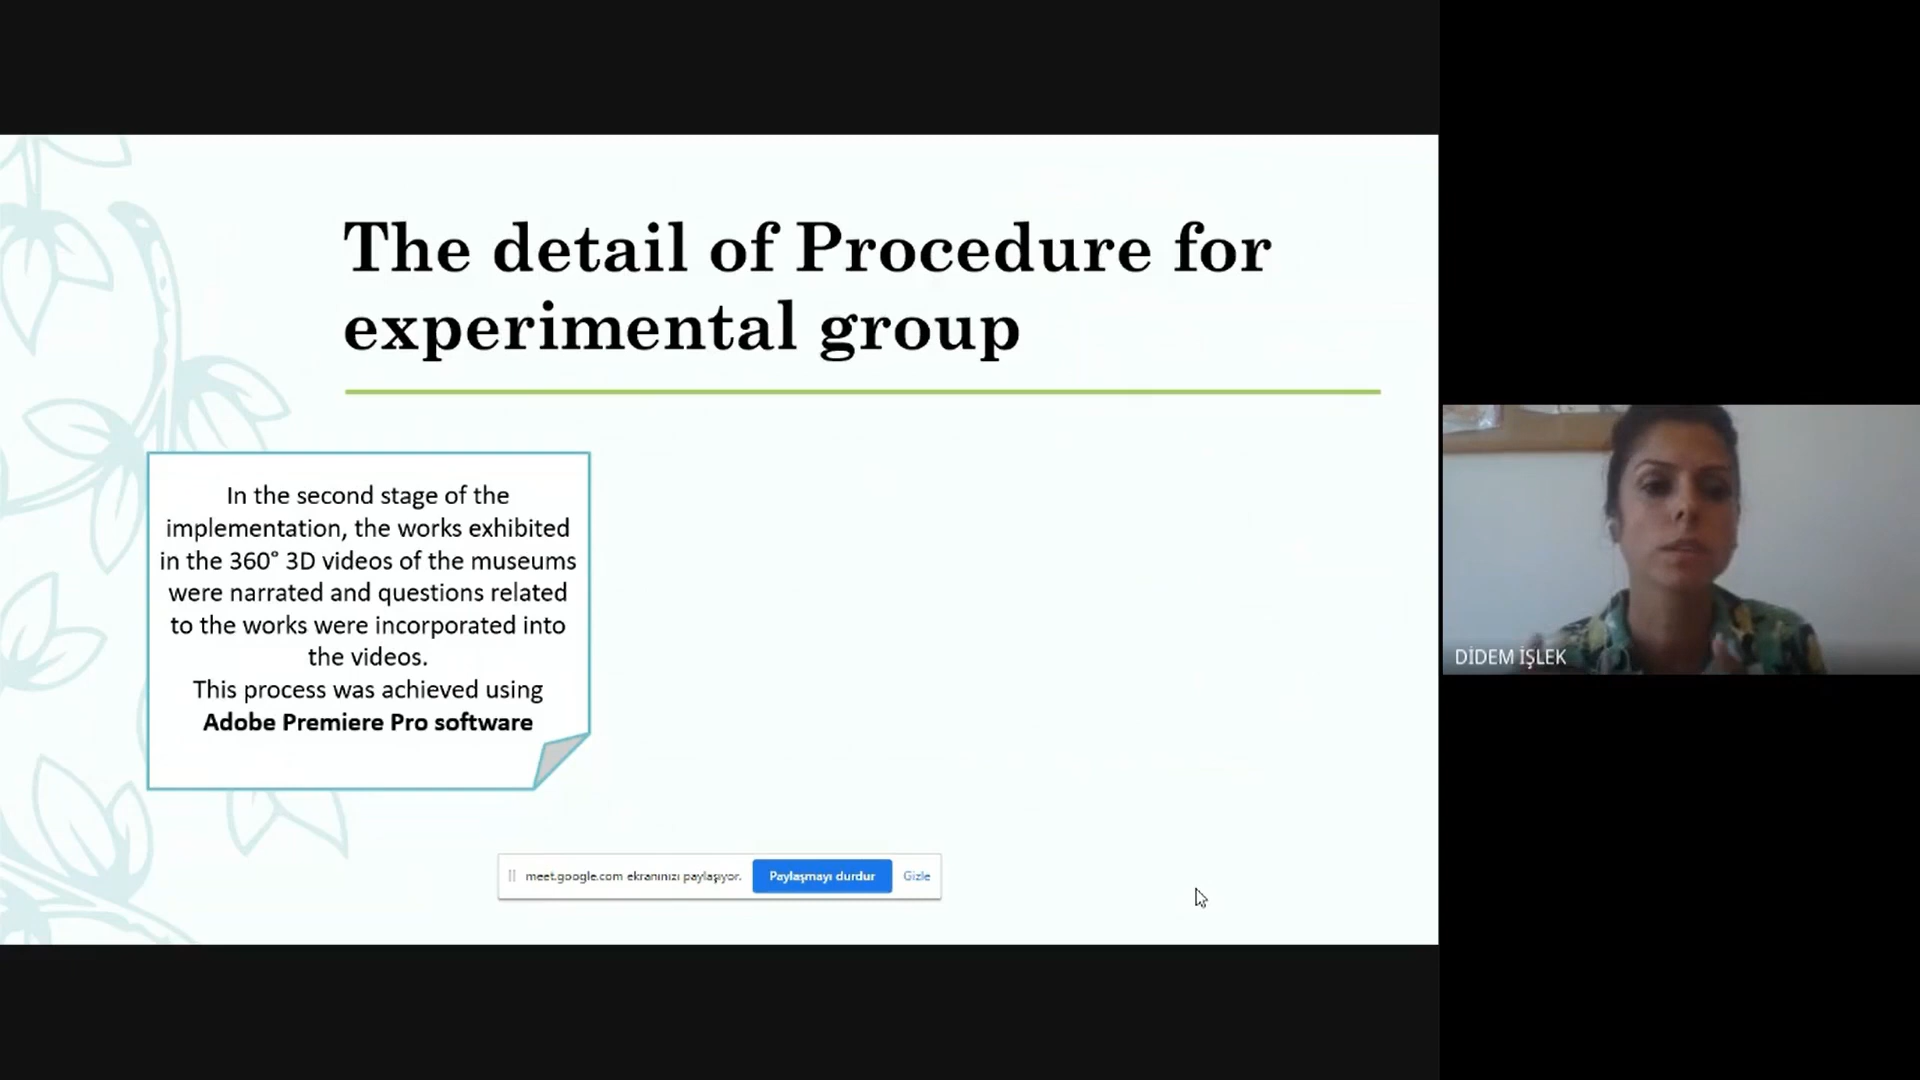 The detail of Procedure for
experimental group
In the second stage of the
implementation, the works exhibited
in the 360° 3D videos of the museums
were narrated and questions related
to the works were incorporated into
the videos.
This process was achieved using
Adobe Premiere Pro software
meet.google.com ekranınızı paylaşıyor. Paylaşmayı durdur Gizle
DİDEM İŞLEK